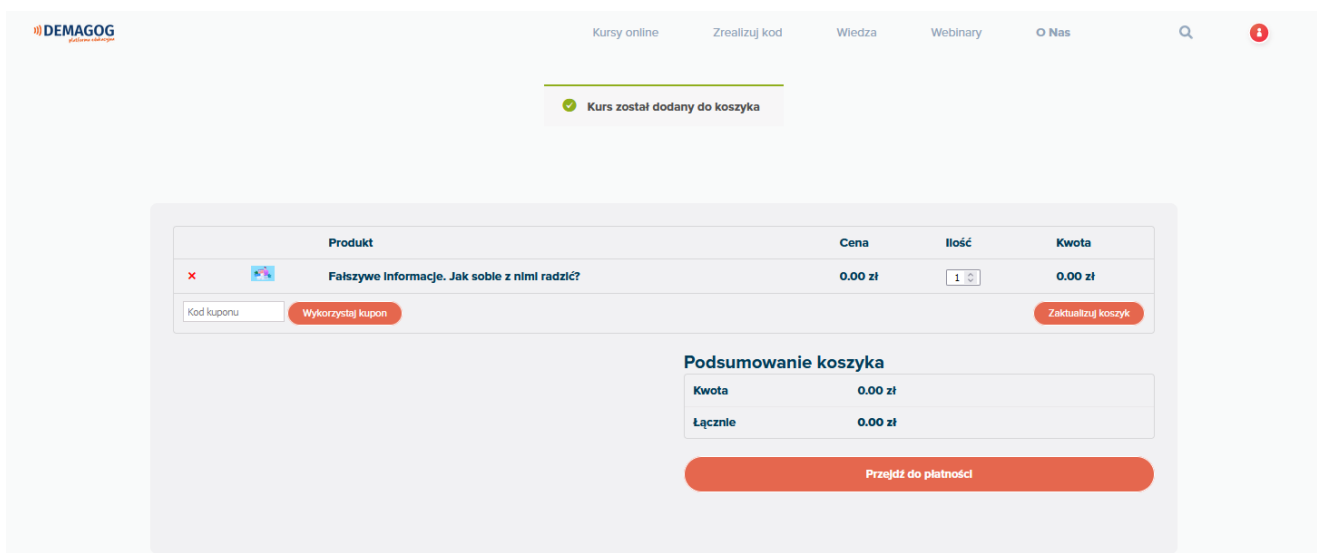 DEMAGOG
platforma edukacyjna
Kursy online Zrealizuj kod Wiedza Webinary O Nas
Kurs został dodany do koszyka
Produkt Cena Ilość Kwota
× Fałszywe informacje. Jak sobie z nimi radzić? 0.00 zł 1 0.00 zł
Kod kuponu Wykorzystaj kupon Zaktualizuj koszyk
Podsumowanie koszyka
Kwota 0.00 zł
Łącznie 0.00 zł
Przejdź do płatności